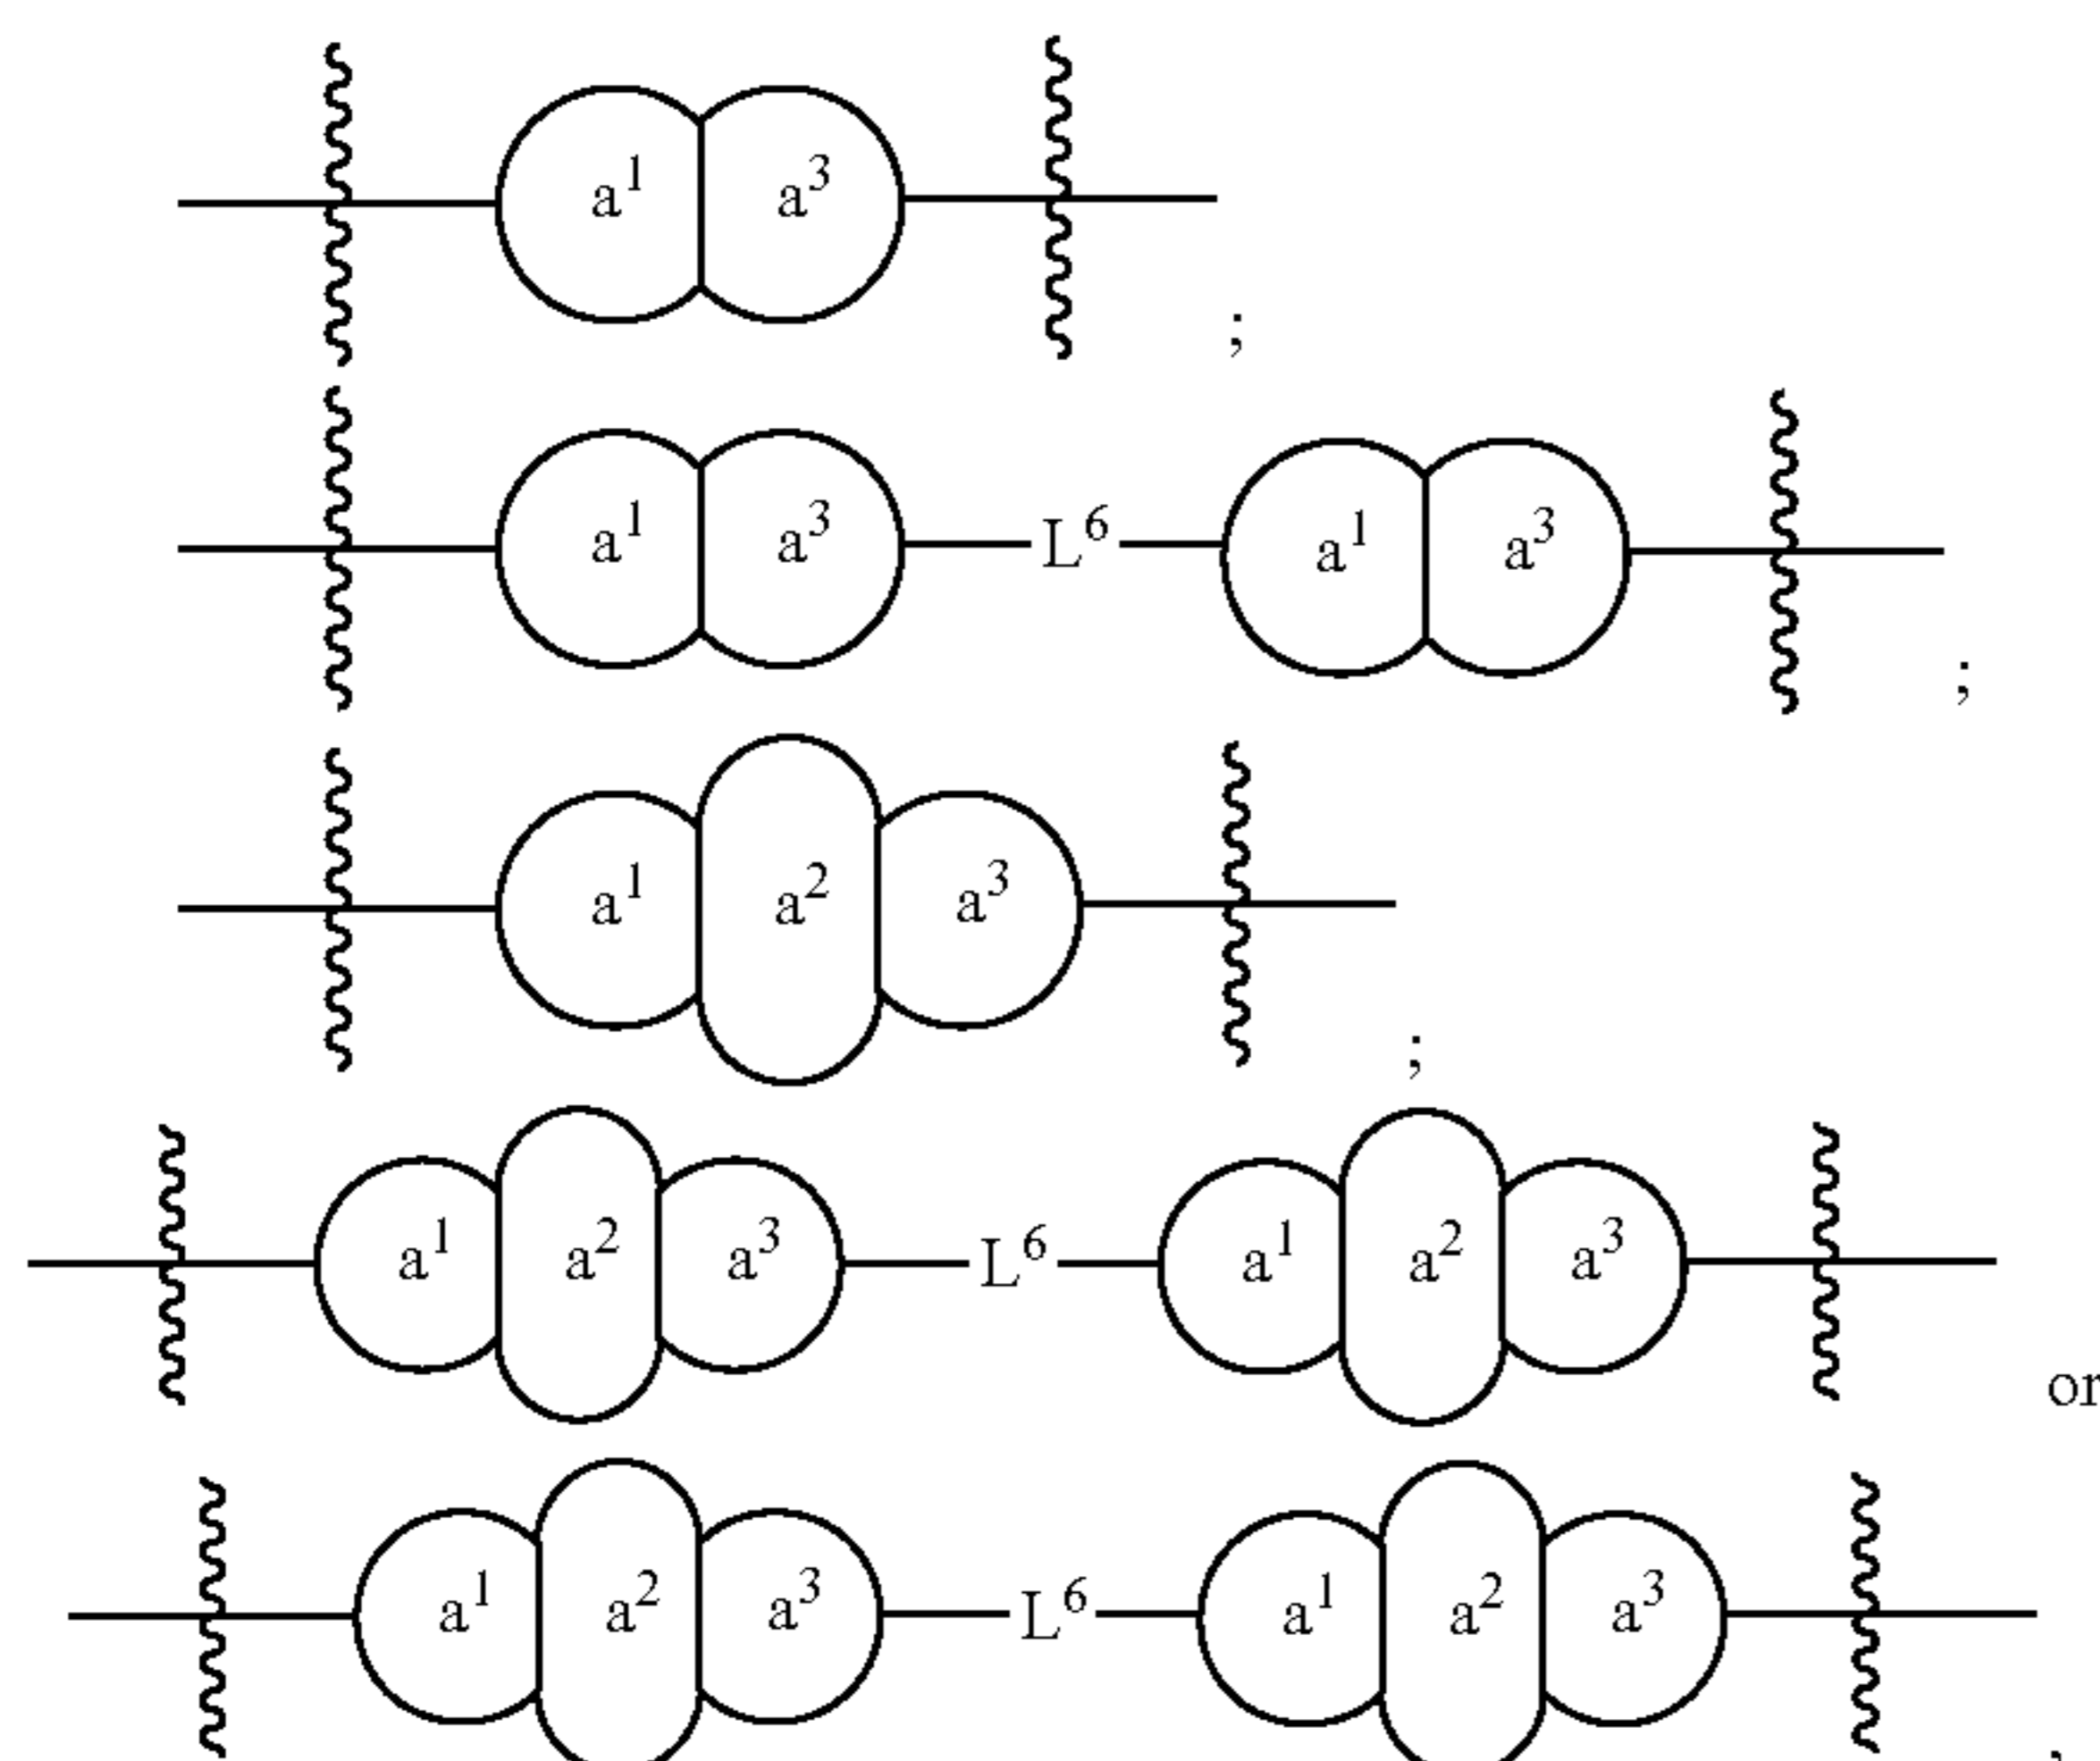 a¹ a³ ;
a¹ a³ L⁶ a¹ a³ ;
a¹ a² a³ ;
a¹ a² a³ L⁶ a¹ a² a³ or
a¹ a² a³ L⁶ a¹ a² a³ ,